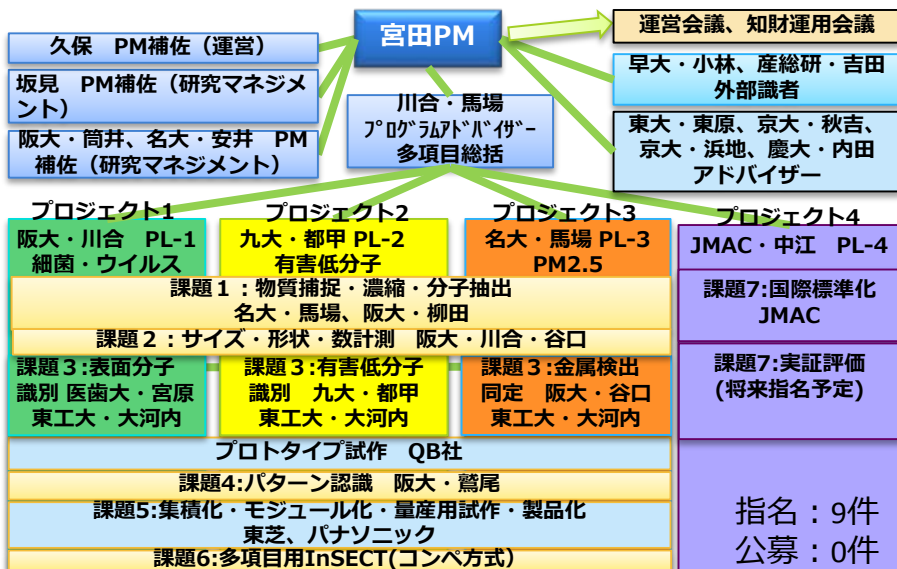 宮田PM
久保　PM補佐（運営）
坂見　PM補佐（研究マネジメ
ント）
阪大・筒井、名大・安井　PM
補佐（研究マネジメント）
川合・馬場
ﾌﾟﾛｸﾞﾗﾑｱﾄﾞﾊﾞｲｻﾞｰ
多項目総括
運営会議、知財運用会議
早大・小林、産総研・吉田
外部識者
東大・東原、京大・秋吉、
京大・浜地、慶大・内田
アドバイザー
プロジェクト1
阪大・川合　PL-1
細菌・ウイルス
プロジェクト2
九大・都甲 PL-2
有害低分子
プロジェクト3
名大・馬場 PL-3
PM2.5
プロジェクト4
JMAC・中江　PL-4
課題１：物質捕捉・濃縮・分子抽出
名大・馬場、阪大・柳田
課題２：サイズ・形状・数計測　阪大・川合・谷口
課題３:表面分子
識別 医歯大・宮原
東工大・大河内
課題３:有害低分子
識別　九大・都甲
東工大・大河内
課題３:金属検出
同定　阪大・谷口
東工大・大河内
課題7:国際標準化
JMAC
課題7:実証評価
(将来指名予定)
プロトタイプ試作　QB社
課題4:パターン認識　阪大・鷲尾
課題5:集積化・モジュール化・量産用試作・製品化
東芝、パナソニック
課題6:多項目用InSECT(コンペ方式）
指名：9件
公募：0件